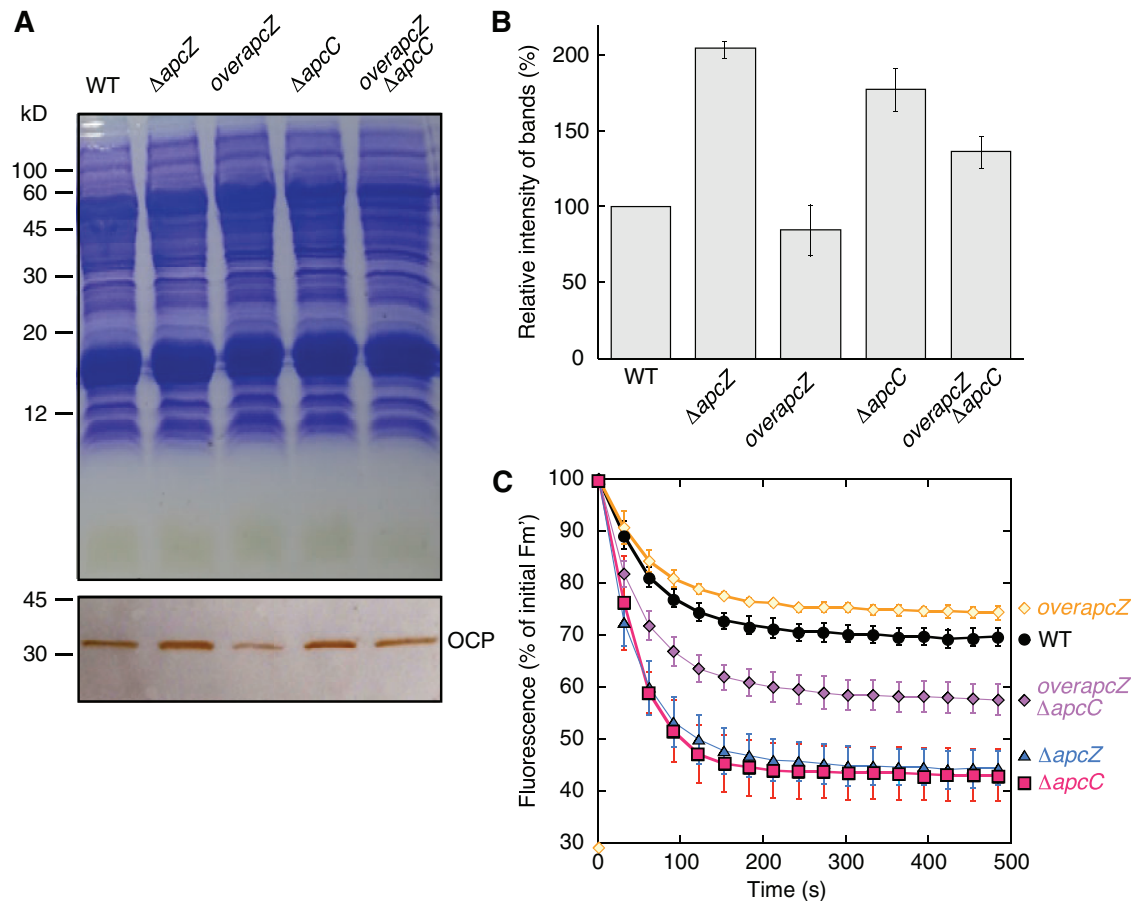 A
WT
ΔapcZ
overapcZ
ΔapcC
overapcZ
ΔapcC
kD
100
60
45
30
20
12
45
30
OCP
B
Relative intensity of bands (%)
200
150
100
50
0
WT
ΔapcZ
overapcZ
ΔapcC
overapcZ
ΔapcC
C
Fluorescence (% of initial Fm')
100
90
80
70
60
50
40
30
0
100
200
300
400
500
Time (s)
overapcZ
WT
overapcZ
ΔapcC
ΔapcZ
ΔapcC